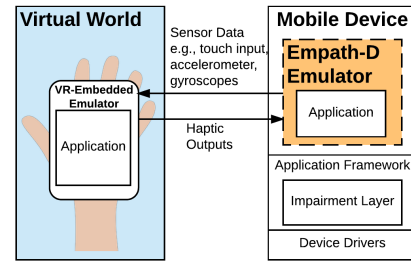 Virtual World
VR-Embedded
Emulator
Application
Sensor Data
e.g., touch input,
accelerometer,
gyroscopes
Haptic
Outputs
Mobile Device
Empath-D
Emulator
Application
Application Framework
Impairment Layer
Device Drivers